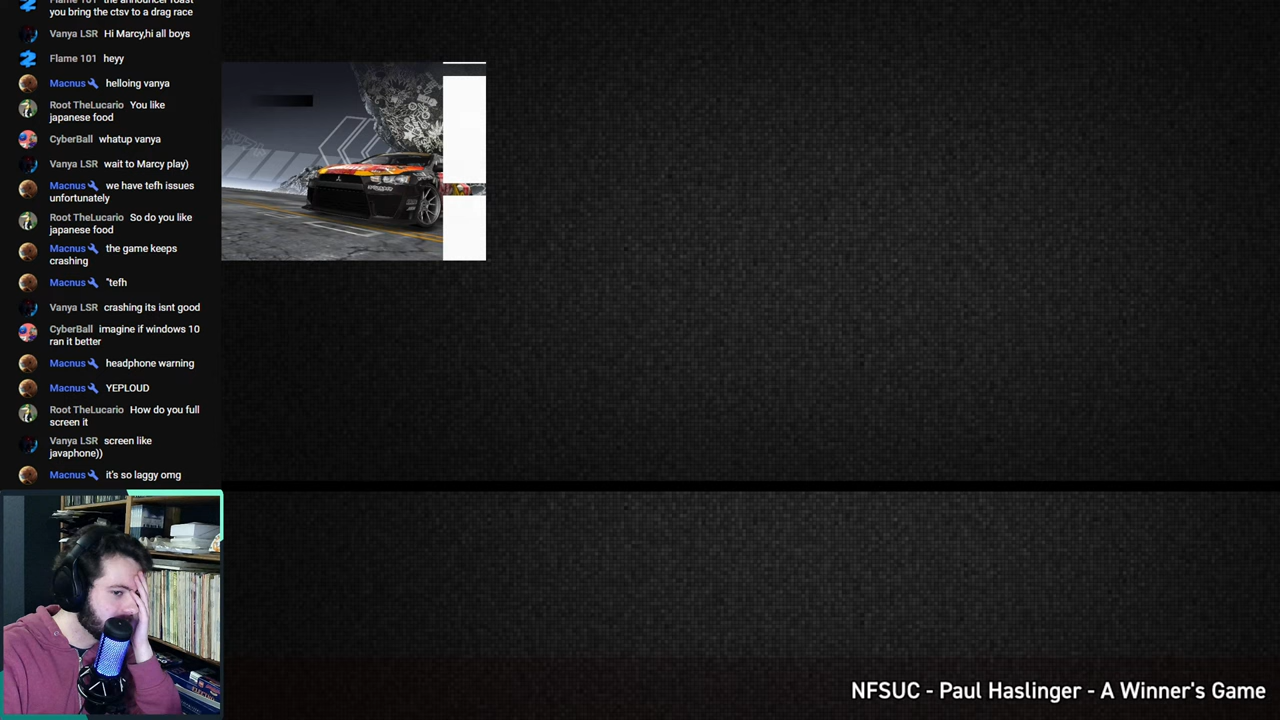 Flame 101 the announcer roast
you bring the ctsv to a drag race
Vanya LSR Hi Marcy,hi all boys
Flame 101 heyy
Macnus helloing vanya
Root TheLucario You like
japanese food
CyberBall whatup vanya
Vanya LSR wait to Marcy play)
Macnus we have tefh issues
unfortunately
Root TheLucario So do you like
japanese food
Macnus the game keeps
crashing
Macnus "tefh
Vanya LSR crashing its isnt good
CyberBall imagine if windows 10
ran it better
Macnus headphone warning
Macnus YEPLOUD
Root TheLucario How do you full
screen it
Vanya LSR screen like
javaphone))
Macnus it's so laggy omg
NFSUC - Paul Haslinger - A Winner's Game